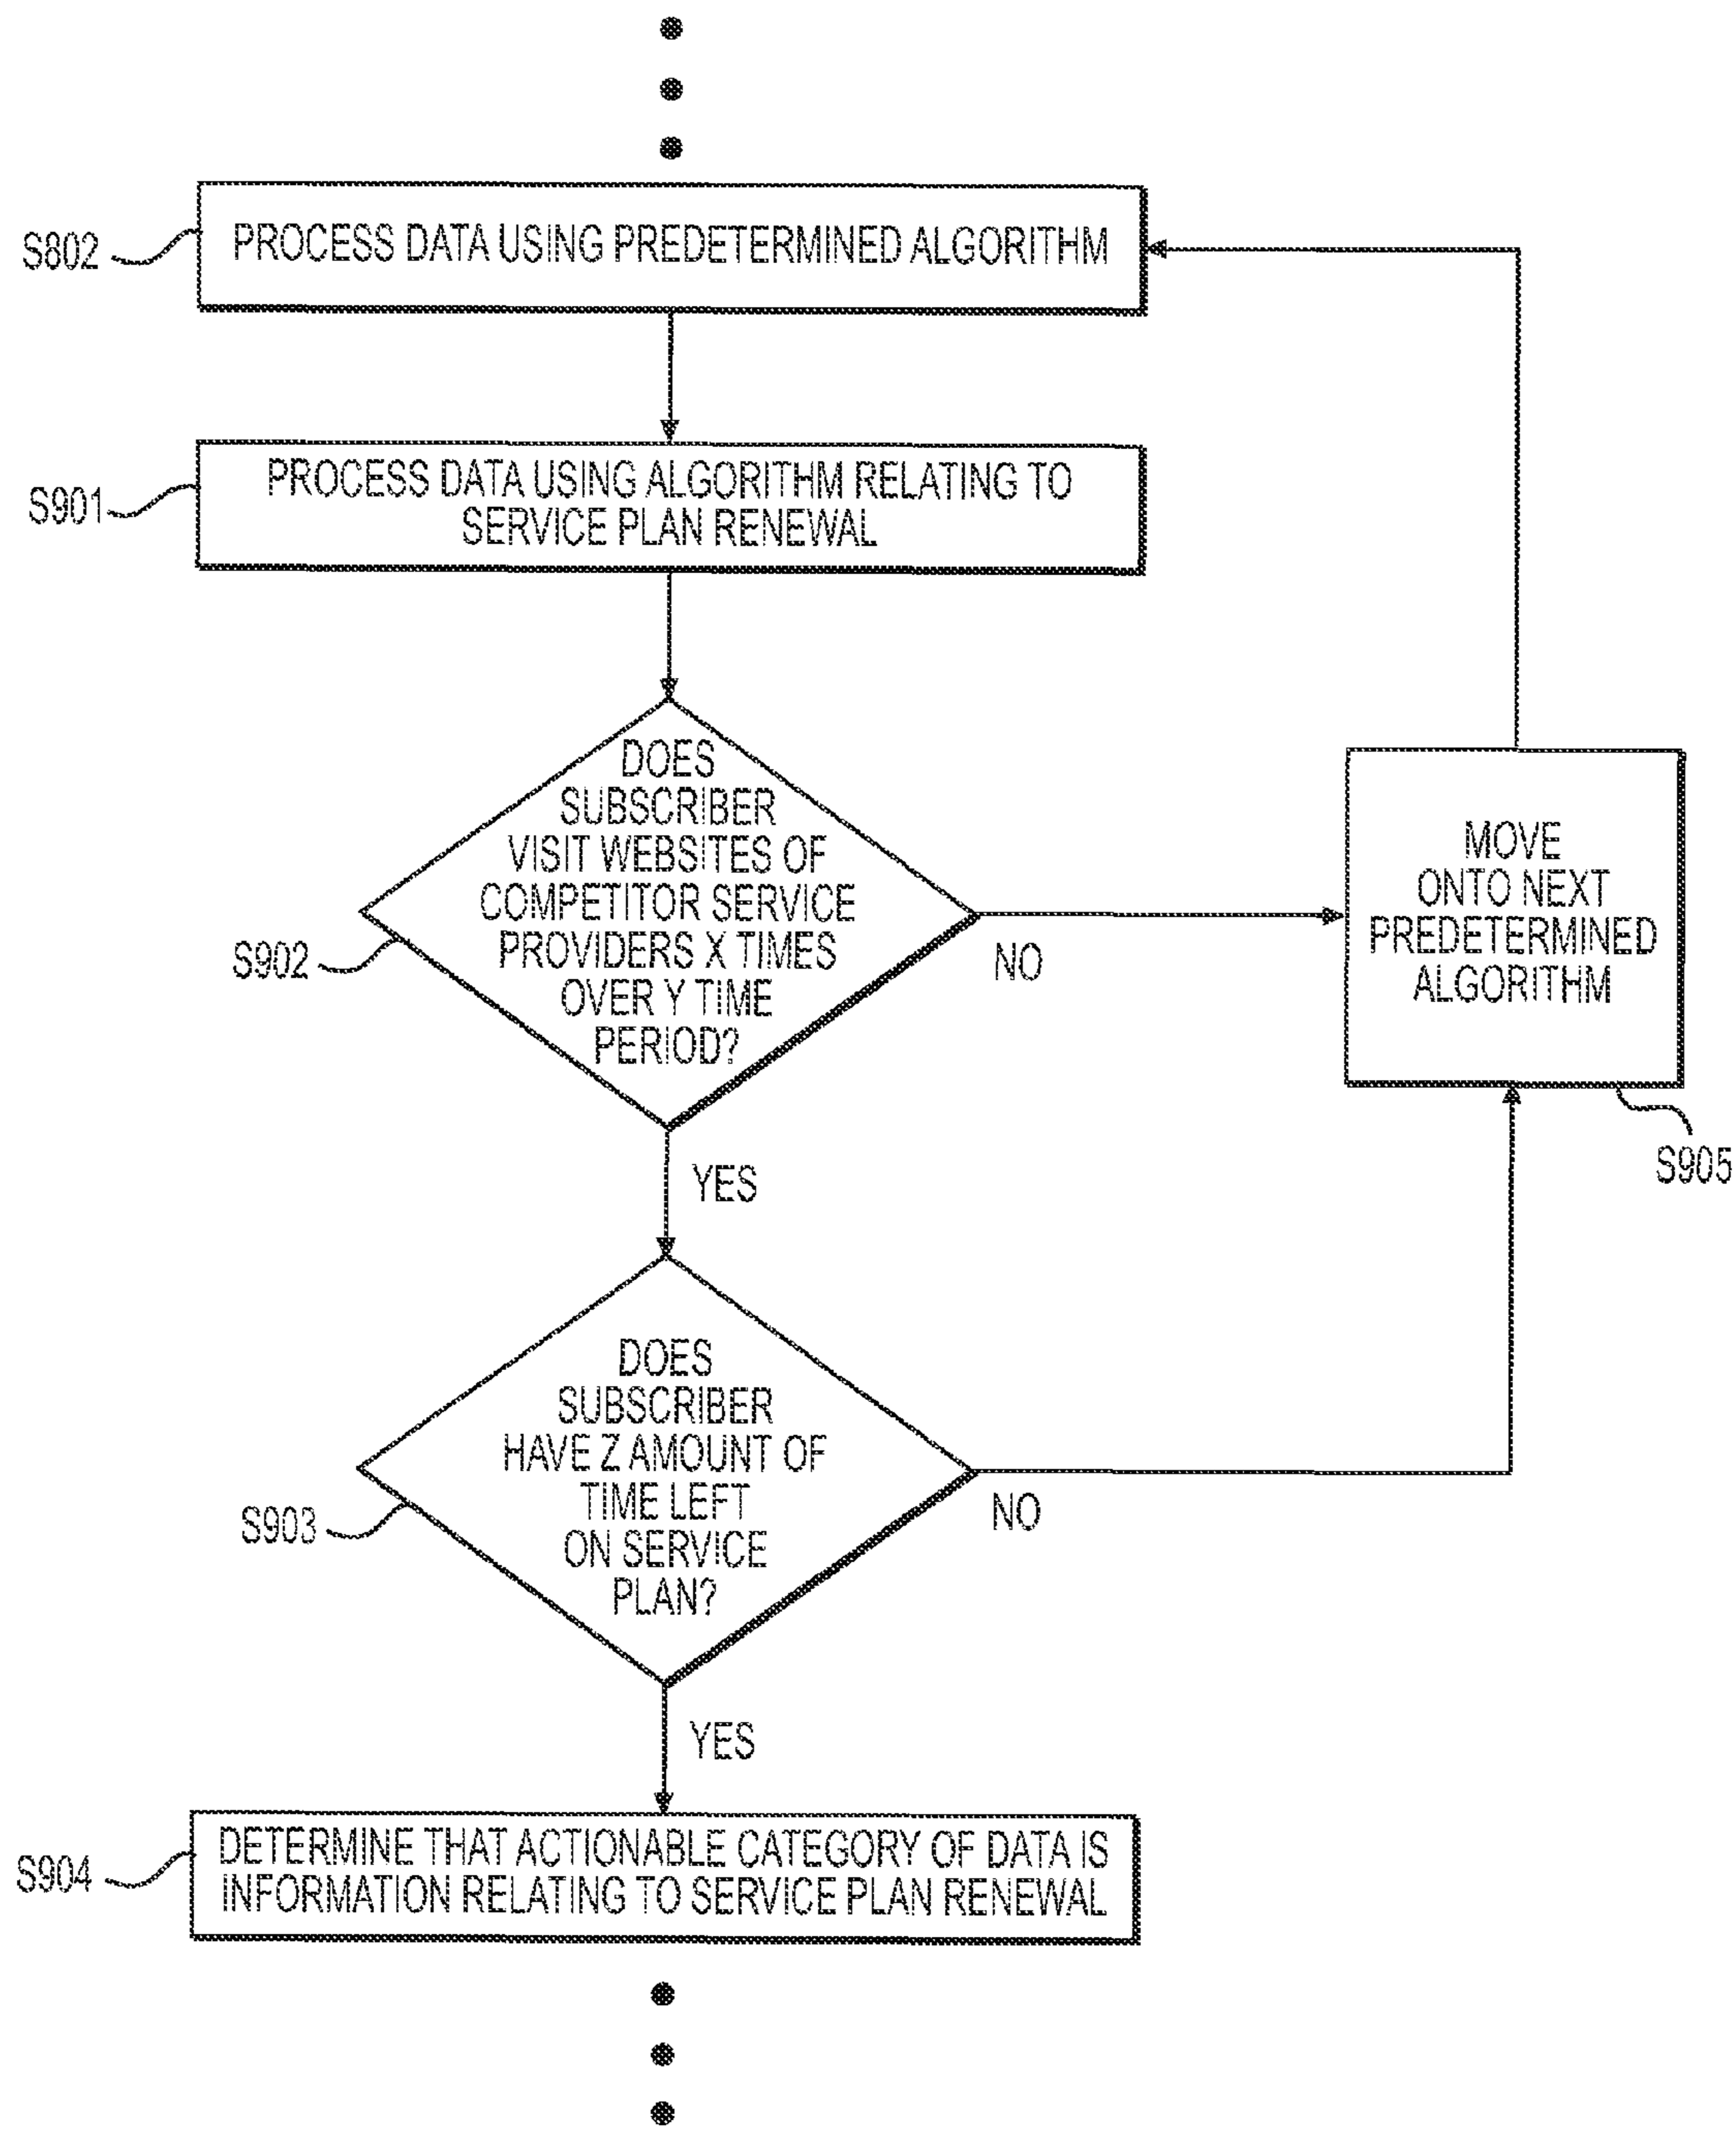 S802
PROCESS DATA USING PREDETERMINED ALGORITHM
S901
PROCESS DATA USING ALGORITHM RELATING TO
SERVICE PLAN RENEWAL
DOES
SUBSCRIBER
VISIT WEBSITES OF
COMPETITOR SERVICE
PROVIDERS X TIMES
OVER Y TIME
PERIOD?
S902
NO
YES
MOVE
ONTO NEXT
PREDETERMINED
ALGORITHM
S905
DOES
SUBSCRIBER
HAVE Z AMOUNT OF
TIME LEFT
ON SERVICE
PLAN?
S903
NO
YES
S904
DETERMINE THAT ACTIONABLE CATEGORY OF DATA IS
INFORMATION RELATING TO SERVICE PLAN RENEWAL